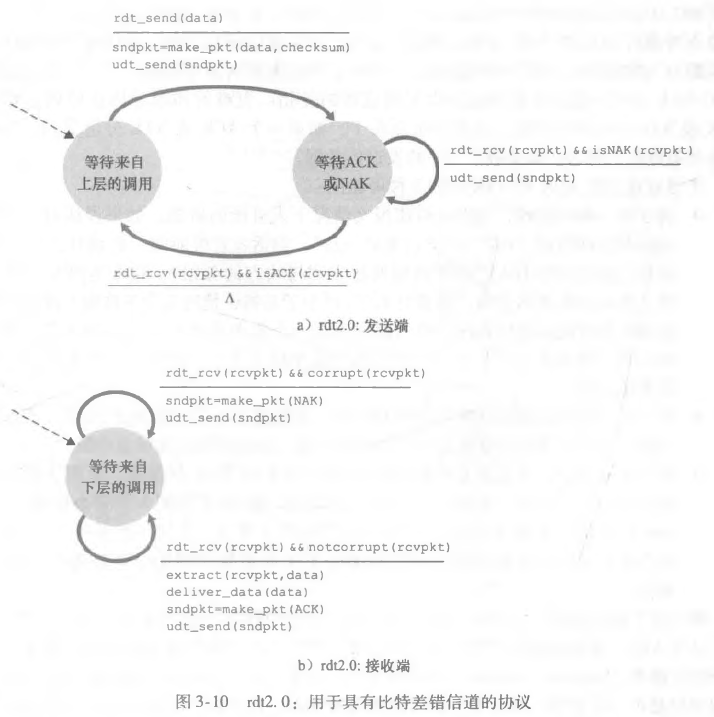 rdt_send(data)
sndpkt=make_pkt(data,checksum)
udt_send(sndpkt)
等待来自
上层的调用
等待ACK
或NAK
rdt_rcv(rcvpkt)&&isNAK(rcvpkt)
udt_send(sndpkt)
rdt_rcv(rcvpkt)&&isACK(rcvpkt)
Λ
a）rdt2.0: 发送端
rdt_rcv(rcvpkt)&&corrupt(rcvpkt)
sndpkt=make_pkt(NAK)
udt_send(sndpkt)
等待来自
下层的调用
rdt_rcv(rcvpkt)&&notcorrupt(rcvpkt)
extract(rcvpkt,data)
deliver_data(data)
sndpkt=make_pkt(ACK)
udt_send(sndpkt)
b）rdt2.0: 接收端
图 3-10 rdt2.0：用于具有比特差错信道的协议